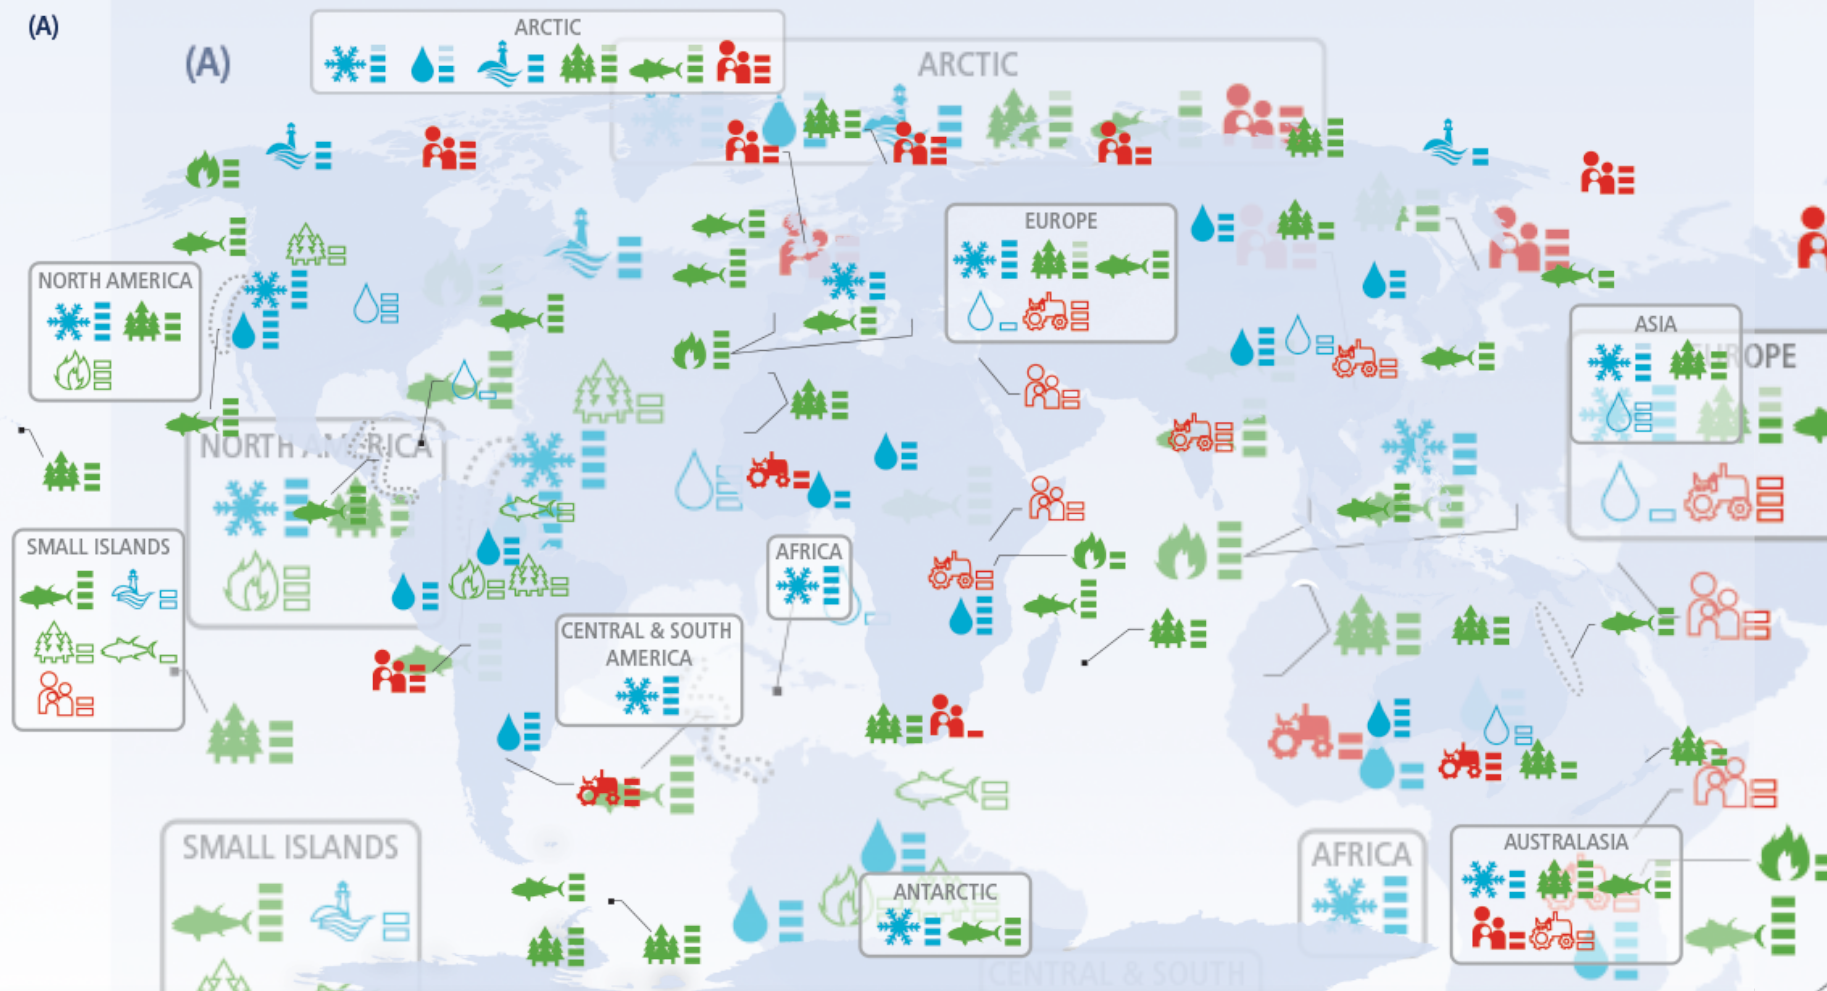 (A)
ARCTIC
(A)
ARCTIC
EUROPE
NORTH AMERICA
ASIA
EUROPE
NORTH AMERICA
SMALL ISLANDS
AFRICA
CENTRAL & SOUTH
AMERICA
SMALL ISLANDS
AFRICA
AUSTRALASIA
ANTARCTIC
CENTRAL & SOUTH